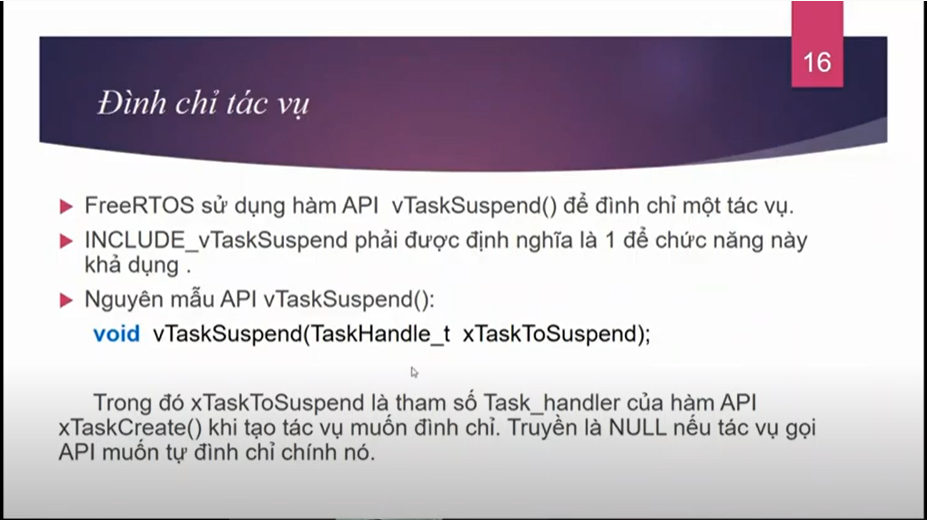 16
Đình chỉ tác vụ
FreeRTOS sử dụng hàm API vTaskSuspend() để đình chỉ một tác vụ.
INCLUDE_vTaskSuspend phải được định nghĩa là 1 để chức năng này
khả dụng .
Nguyên mẫu API vTaskSuspend():
void vTaskSuspend(TaskHandle_t xTaskToSuspend);
Trong đó xTaskToSuspend là tham số Task_handler của hàm API
xTaskCreate() khi tạo tác vụ muốn đình chỉ. Truyền là NULL nếu tác vụ gọi
API muốn tự đình chỉ chính nó.